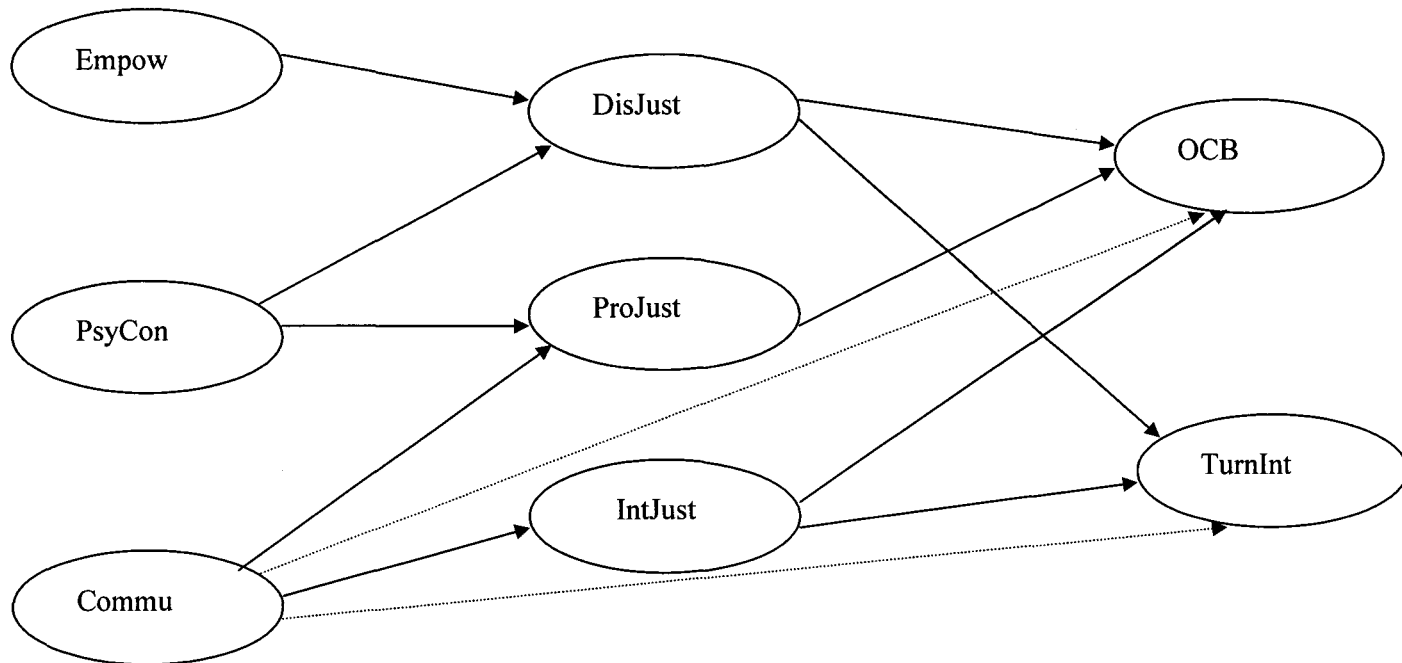 Empow
DisJust
OCB
PsyCon
ProJust
TurnInt
IntJust
Commu